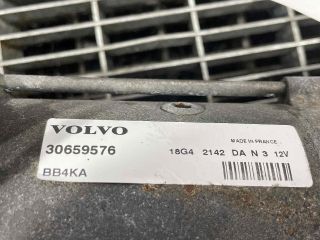 VOLVO
MADE IN FRANCE
30659576 18G4 2142 DA N 3 12V
BB4KA